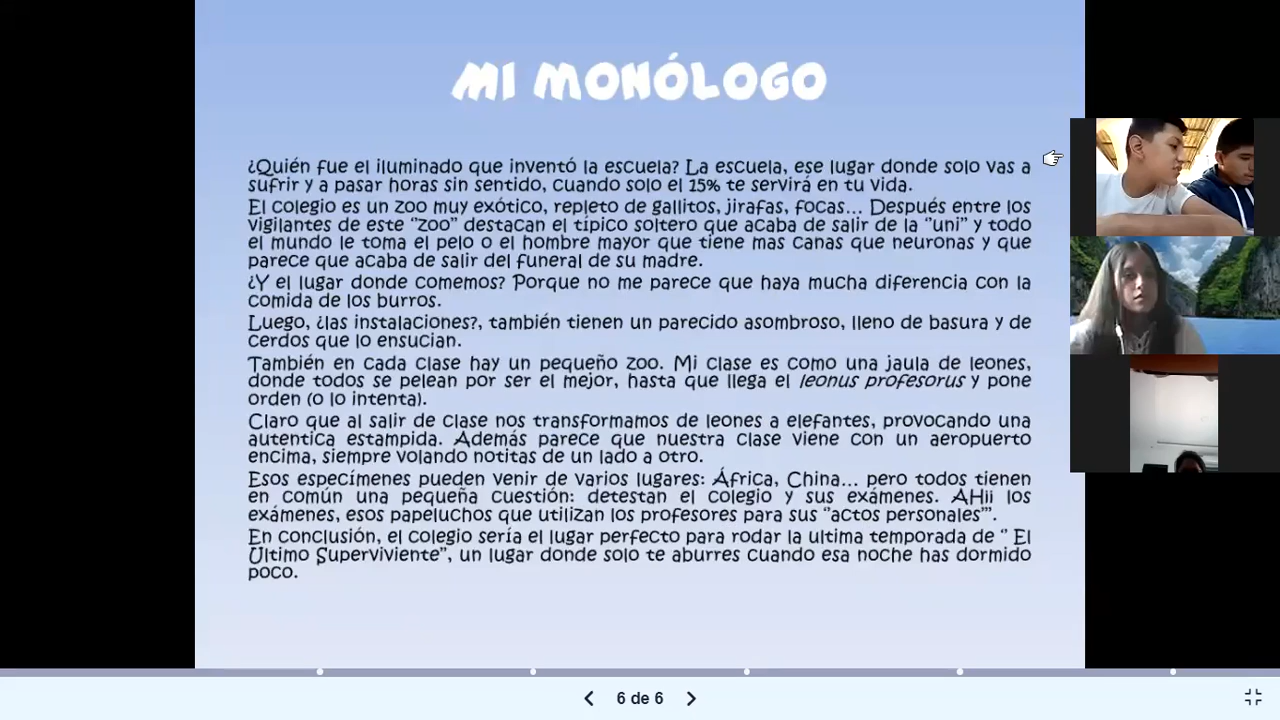 MI MONÓLOGO
¿Quién fue el iluminado que inventó la escuela? La escuela, ese lugar donde solo vas a
sufrir y a pasar horas sin sentido, cuando solo el 15% te servirá en tu vida.
El colegio es un zoo muy exótico, repleto de gallitos, jirafas, focas... Después entre los
vigilantes de este "zoo" destacan el típico soltero que acaba de salir de la "uni" y todo
el mundo le toma el pelo o el hombre mayor que tiene mas canas que neuronas y que
parece que acaba de salir del funeral de su madre.
¿Y el lugar donde comemos? Porque no me parece que haya mucha diferencia con la
comida de los burros.
Luego, ¿las instalaciones?, también tienen un parecido asombroso, lleno de basura y de
cerdos que lo ensucian.
También en cada clase hay un pequeño zoo. Mi clase es como una jaula de leones,
donde todos se pelean por ser el mejor, hasta que llega el leonus profesorus y pone
orden (o lo intenta).
Claro que al salir de clase nos transformamos de leones a elefantes, provocando una
autentica estampida. Además parece que nuestra clase viene con un aeropuerto
encima, siempre volando notitas de un lado a otro.
Esos especímenes pueden venir de varios lugares: África, China... pero todos tienen
en común una pequeña cuestión: detestan el colegio y sus exámenes. AHii los
exámenes, esos papeluchos que utilizan los profesores para sus "actos personales"'.
En conclusión, el colegio sería el lugar perfecto para rodar la ultima temporada de " El
Último Superviviente", un lugar donde solo te aburres cuando esa noche has dormido
poco.
6 de 6